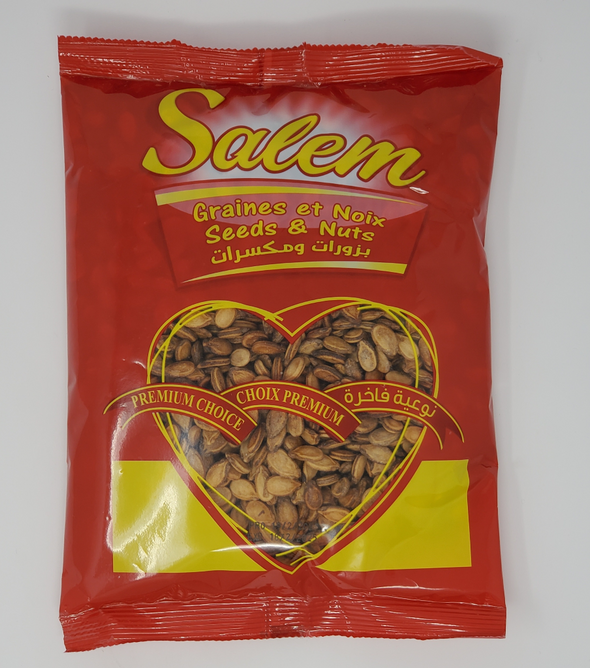 Salem
Graines et Noix
Seeds & Nuts
بزورات ومكسرات
PREMIUM CHOICE
CHOIX PREMIUM
نوعية فاخرة